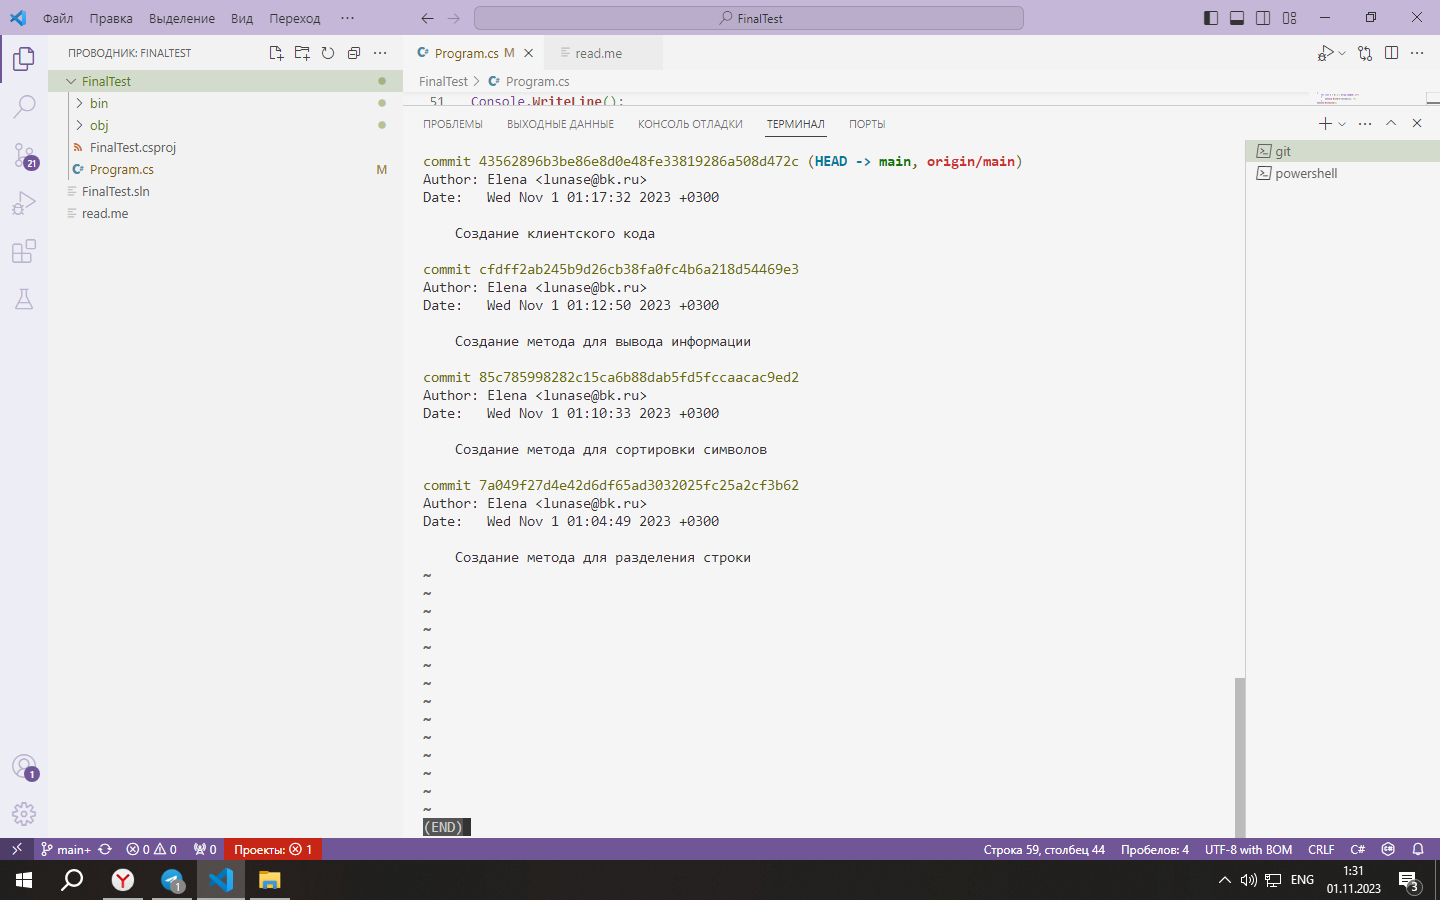 Файл Правка Выделение Вид Переход ··· FinalTest
ПРОВОДНИК: FINALTEST
FinalTest
bin
obj
FinalTest.csproj
Program.cs M
FinalTest.sln
read.me
21
1
Program.cs M read.me
FinalTest > Program.cs
51 Console.WriteLine();
ПРОБЛЕМЫ ВЫХОДНЫЕ ДАННЫЕ КОНСОЛЬ ОТЛАДКИ ТЕРМИНАЛ ПОРТЫ
commit 43562896b3be86e8d0e48fe33819286a508d472c (HEAD -> main, origin/main)
Author: Elena <lunase@bk.ru>
Date:   Wed Nov 1 01:17:32 2023 +0300
Создание клиентского кода
commit cfdff2ab245b9d26cb38fa0fc4b6a218d54469e3
Author: Elena <lunase@bk.ru>
Date:   Wed Nov 1 01:12:50 2023 +0300
Создание метода для вывода информации
commit 85c785998282c15ca6b88dab5fd5fccaacac9ed2
Author: Elena <lunase@bk.ru>
Date:   Wed Nov 1 01:10:33 2023 +0300
Создание метода для сортировки символов
commit 7a049f27d4e42d6df65ad3032025fc25a2cf3b62
Author: Elena <lunase@bk.ru>
Date:   Wed Nov 1 01:04:49 2023 +0300
Создание метода для разделения строки
~
~
~
~
~
~
~
~
~
~
~
~
~
~
(END)
git
powershell
main+ 0 0 0 Проекты: 1 Строка 59, столбец 44 Пробелов: 4 UTF-8 with BOM CRLF C#
1 ENG 1:31
01.11.2023 3